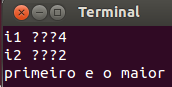 Terminal
i1 ???4
i2 ???2
primeiro e o maior